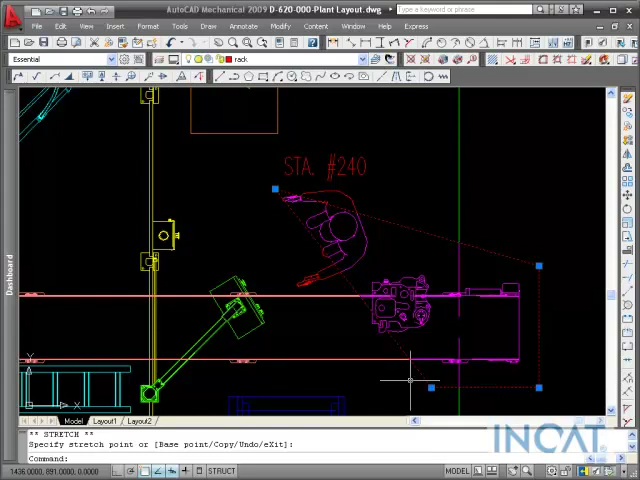 AutoCAD Mechanical 2009 D-620-000-Plant Layout.dwg
Type a keyword or phrase
File Edit View Insert Format Tools Draw Annotate Modify Content Window Help Express
Essential
rack
STA. #240
Dashboard
Y
X
Model Layout1 Layout2
** STRETCH **
Specify stretch point or [Base point/Copy/Undo/eXit]:
Command:
INCAT
1436.0000, 891.0000, 0.0000 STRUCT MODEL